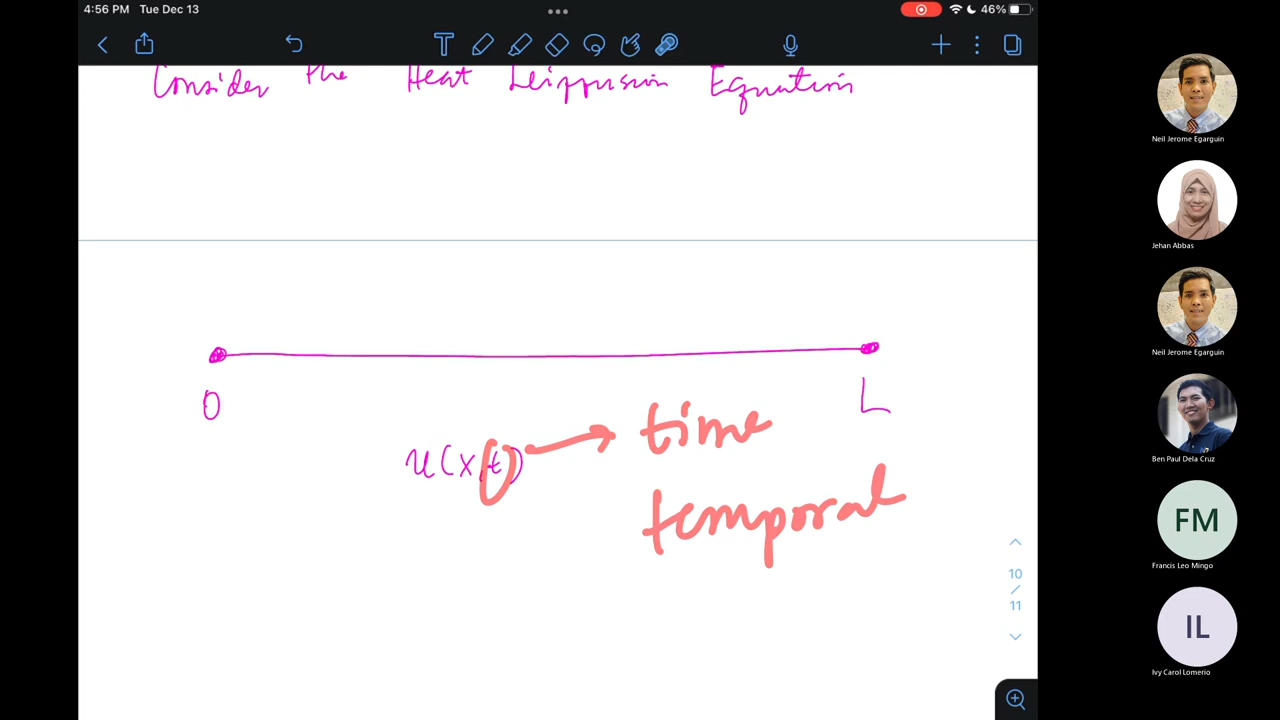 4:56 PM Tue Dec 13
46%
Consider the Heat Diffusion Equation
0
L
u(x,t) → time
temporal
10
/
11
Neil Jerome Egarguin
Jehan Abbas
Neil Jerome Egarguin
Ben Paul Dela Cruz
FM
Francis Leo Mingo
IL
Ivy Carol Lomerio